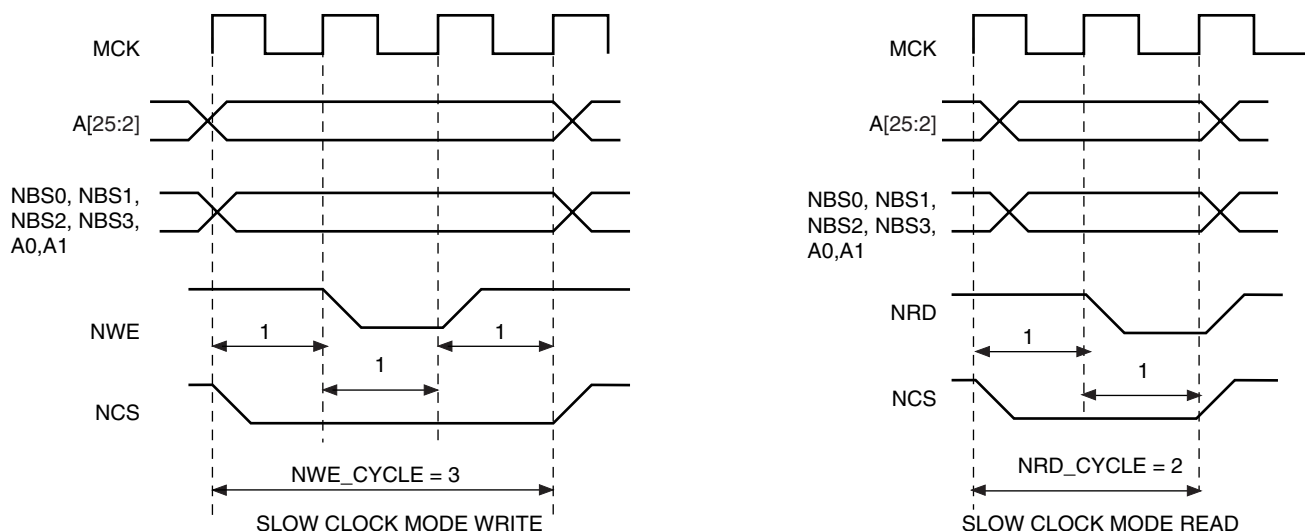 MCK
A[25:2]
NBS0, NBS1,
NBS2, NBS3,
A0,A1
NWE
1
1
1
NCS
NWE_CYCLE = 3
SLOW CLOCK MODE WRITE
MCK
A[25:2]
NBS0, NBS1,
NBS2, NBS3,
A0,A1
NRD
1
1
NCS
NRD_CYCLE = 2
SLOW CLOCK MODE READ